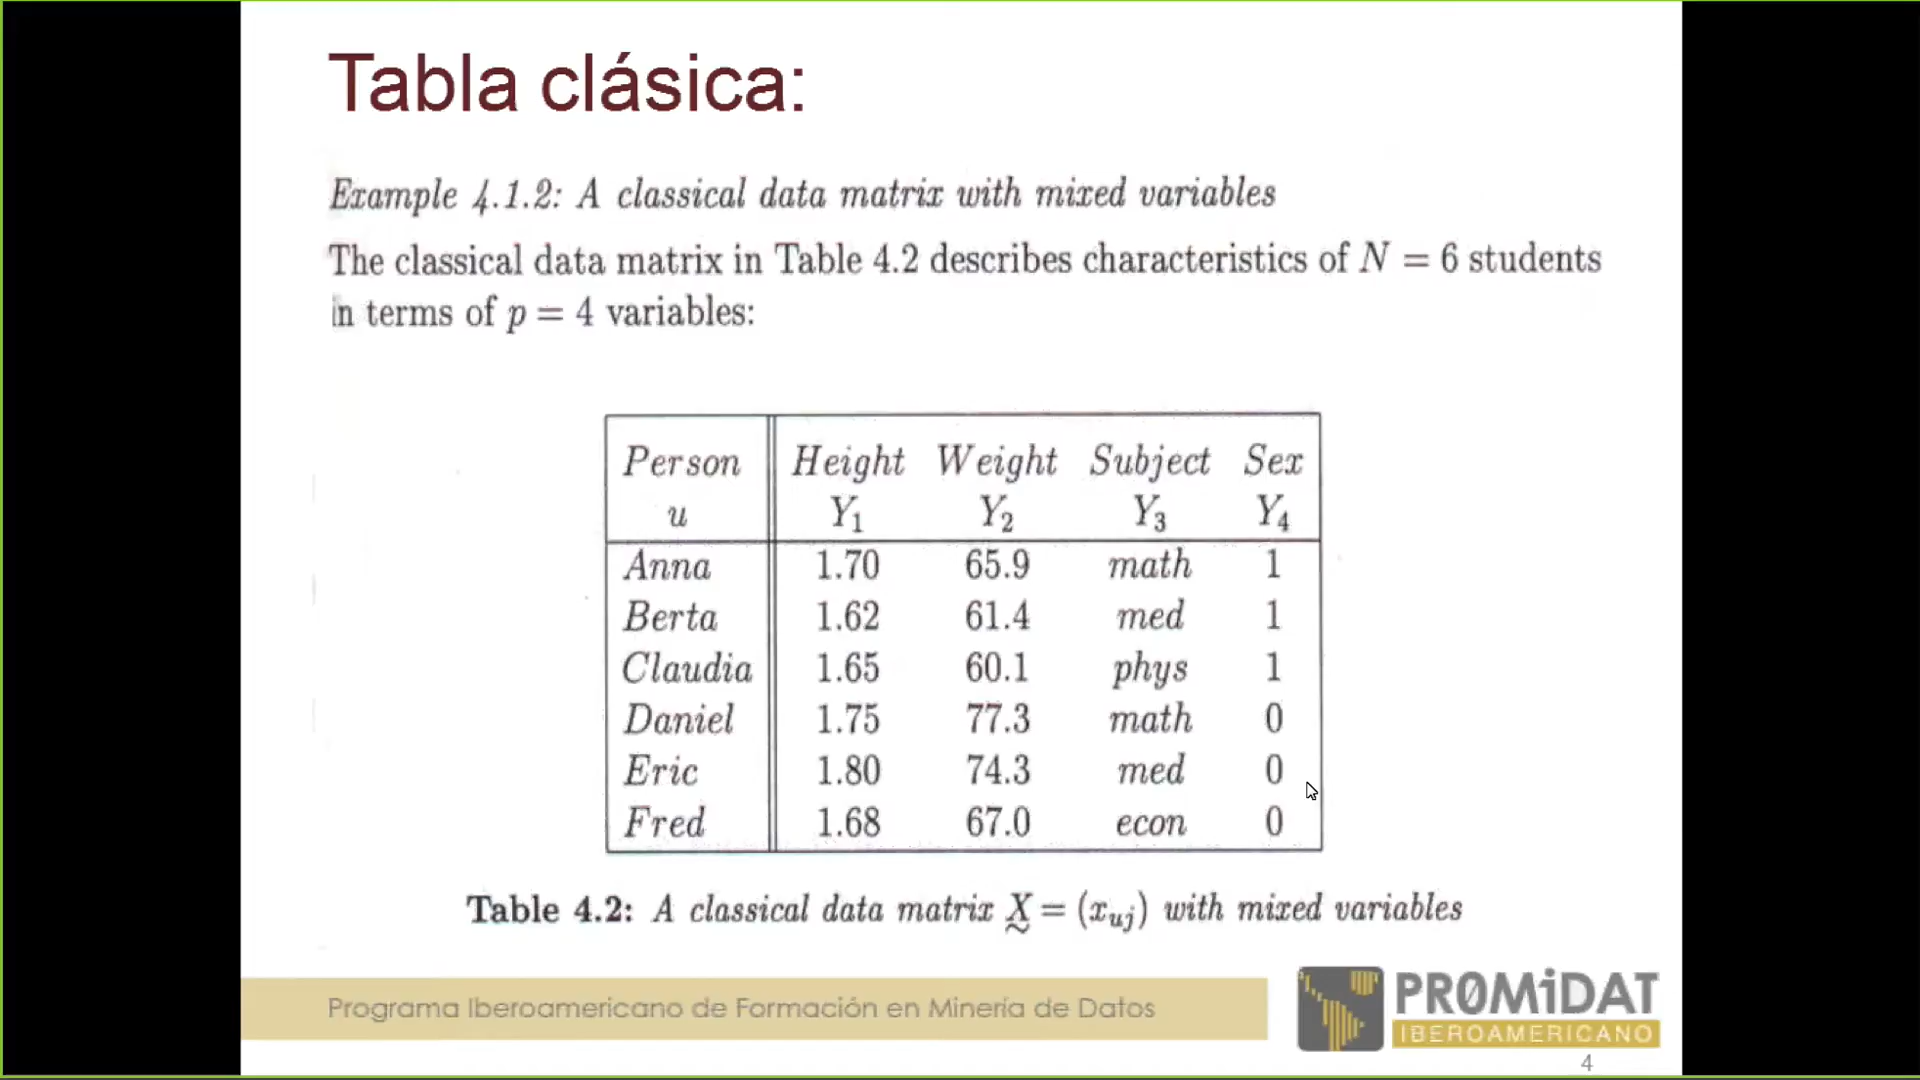 Tabla clásica:
Example 4.1.2: A classical data matrix with mixed variables
The classical data matrix in Table 4.2 describes characteristics of N = 6 students
in terms of p = 4 variables:
Person Height Weight Subject Sex
u Y₁ Y₂ Y₃ Y₄
Anna 1.70 65.9 math 1
Berta 1.62 61.4 med 1
Claudia 1.65 60.1 phys 1
Daniel 1.75 77.3 math 0
Eric 1.80 74.3 med 0
Fred 1.68 67.0 econ 0
Table 4.2: A classical data matrix X̰ = (xᵤⱼ) with mixed variables
Programa Iberoamericano de Formación en Minería de Datos
PR0MiDAT
IBEROAMERICANO
4